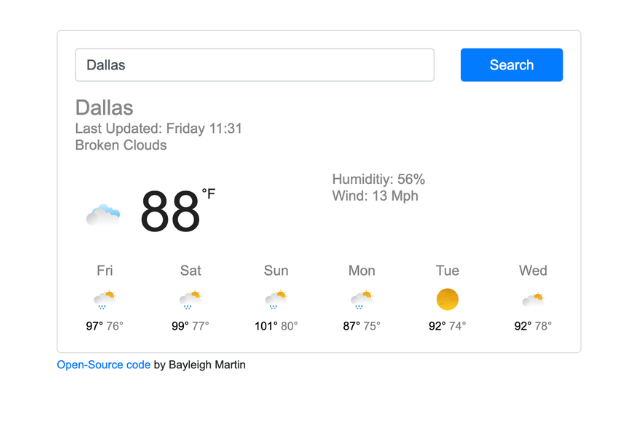 Dallas
Search
Dallas
Last Updated: Friday 11:31
Broken Clouds
Humiditiy: 56%
Wind: 13 Mph
88 °F
Fri Sat Sun Mon Tue Wed
97° 76° 99° 77° 101° 80° 87° 75° 92° 74° 92° 78°
Open-Source code by Bayleigh Martin